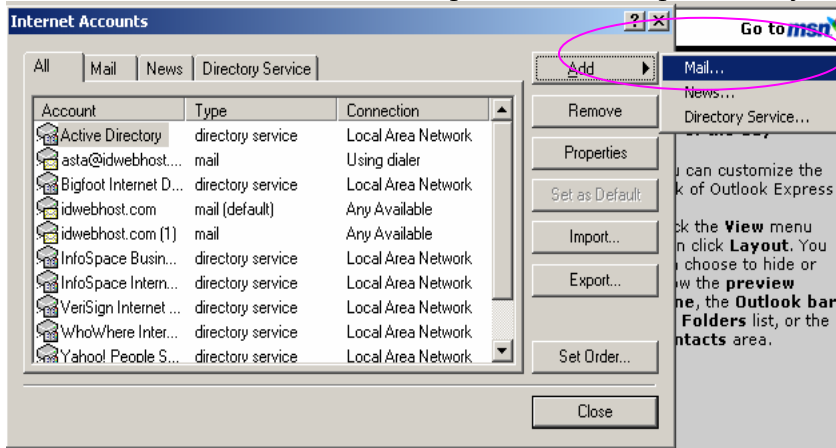 Internet Accounts
Go to msn
All Mail News Directory Service
Add
Mail...
News...
Directory Service...
Account Type Connection
Active Directory directory service Local Area Network
asta@idwebhost.... mail Using dialer
Bigfoot Internet D... directory service Local Area Network
idwebhost.com mail (default) Any Available
idwebhost.com (1) mail Any Available
InfoSpace Busin... directory service Local Area Network
InfoSpace Intern... directory service Local Area Network
VeriSign Internet ... directory service Local Area Network
WhoWhere Inter... directory service Local Area Network
Yahoo! People S... directory service Local Area Network
Remove
Properties
Set as Default
Import...
Export...
Set Order...
Close
can customize the
k of Outlook Express
ck the View menu
n click Layout. You
choose to hide or
w the preview
ne, the Outlook bar
Folders list, or the
ntacts area.